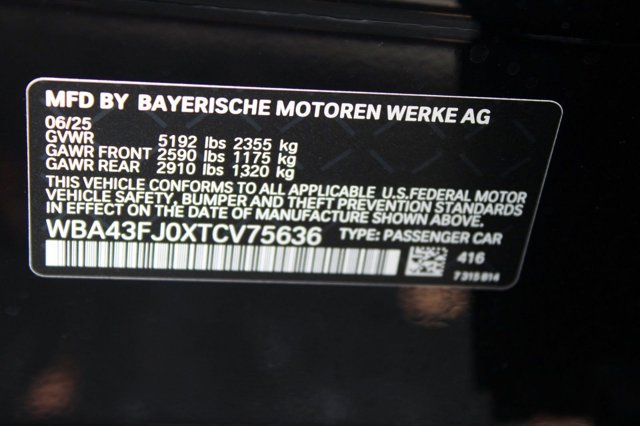 MFD BY BAYERISCHE MOTOREN WERKE AG
06/25
GVWR 5192 lbs 2355 kg
GAWR FRONT 2590 lbs 1175 kg
GAWR REAR 2910 lbs 1320 kg
THIS VEHICLE CONFORMS TO ALL APPLICABLE U.S.FEDERAL MOTOR
VEHICLE SAFETY, BUMPER AND THEFT PREVENTION STANDARDS
IN EFFECT ON THE DATE OF MANUFACTURE SHOWN ABOVE.
WBA43FJ0XTCV75636 TYPE: PASSENGER CAR
416
7315814